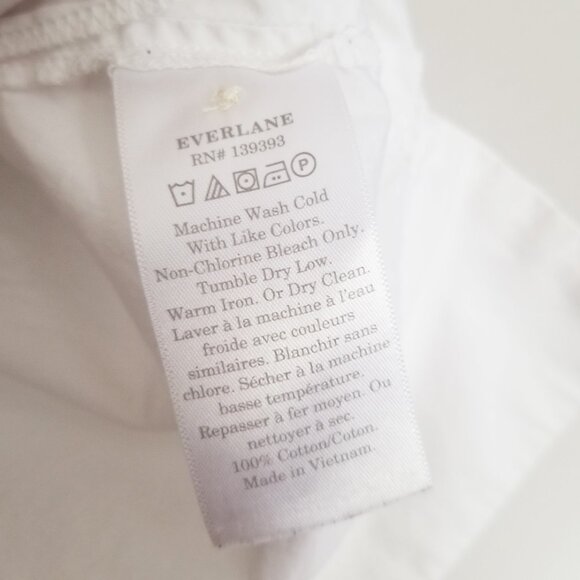 EVERLANE
RN# 139393
P
Machine Wash Cold
With Like Colors.
Non-Chlorine Bleach Only.
Tumble Dry Low.
Warm Iron. Or Dry Clean.
Laver à la machine à l'eau
froide avec couleurs
similaires. Blanchir sans
chlore. Sécher à la machine
basse température.
Repasser à fer moyen. Ou
nettoyer à sec.
100% Cotton/Coton.
Made in Vietnam.